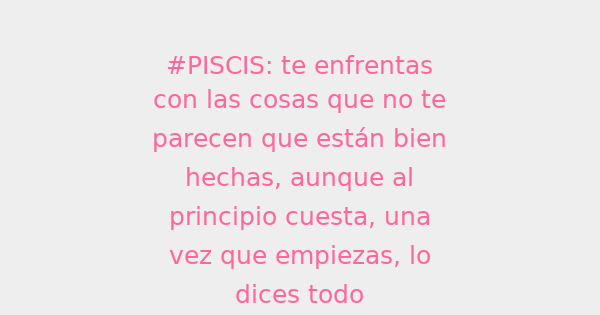 #PISCIS: te enfrentas
con las cosas que no te
parecen que están bien
hechas, aunque al
principio cuesta, una
vez que empiezas, lo
dices todo